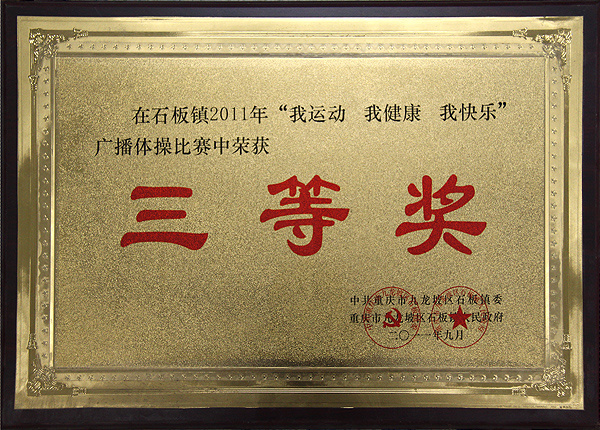 在石板镇2011年“我运动 我健康 我快乐”
广播体操比赛中荣获
三等奖
中共重庆市九龙坡区石板镇委
重庆市九龙坡区石板镇人民政府
二〇一一年九月